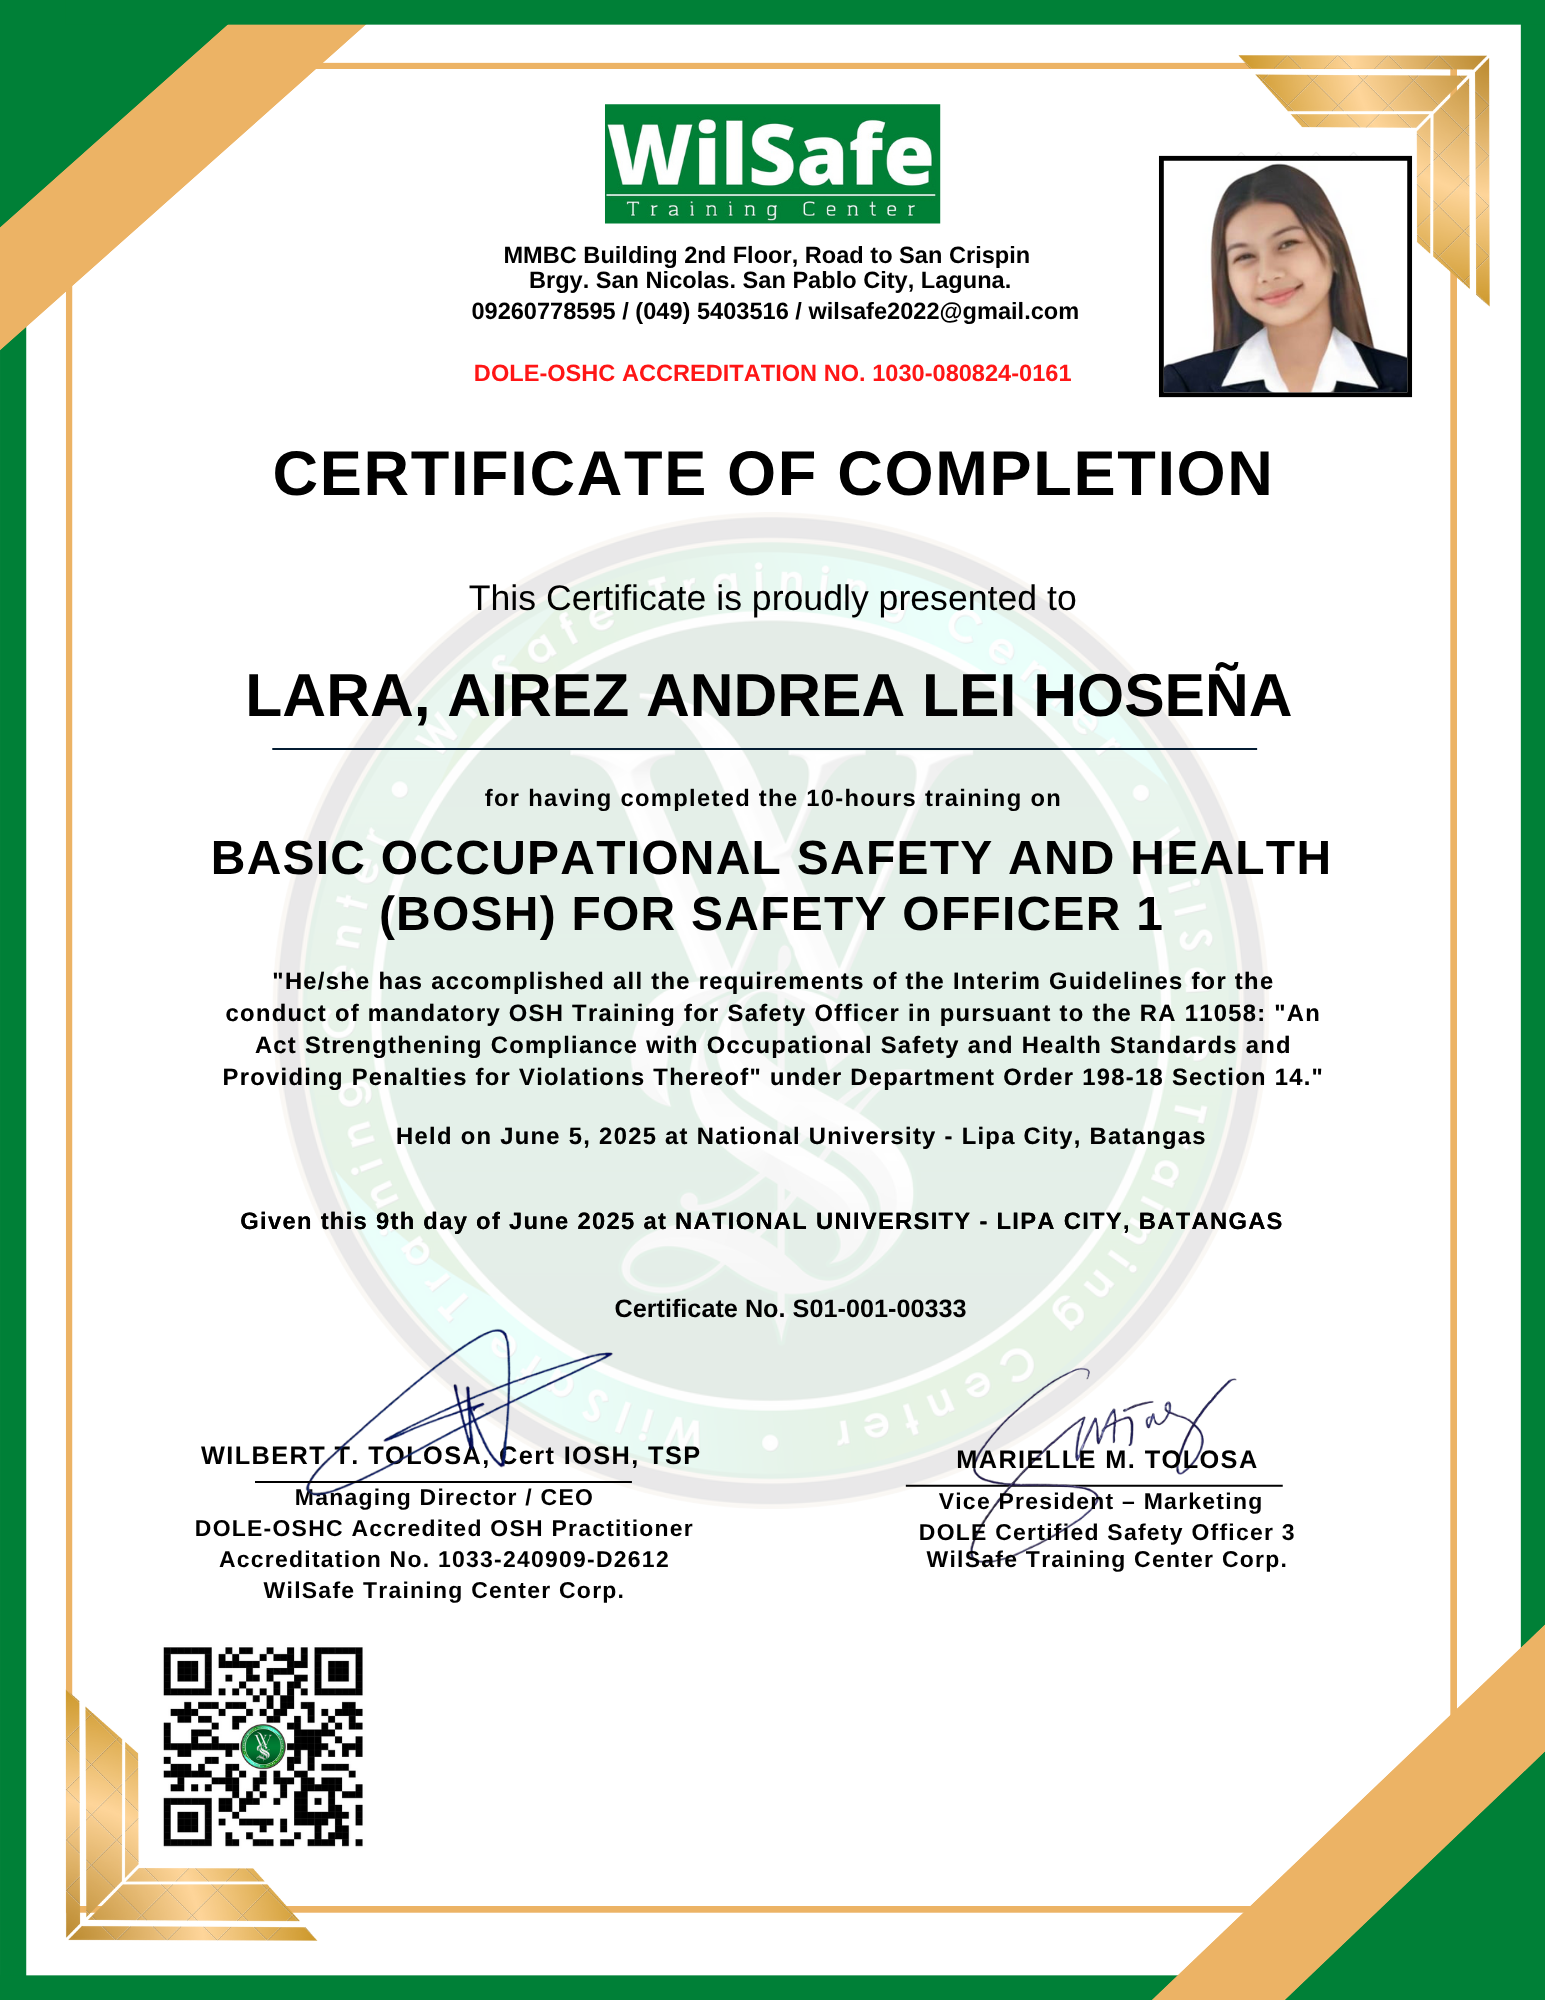 WilSafe
Training Center
MMBC Building 2nd Floor, Road to San Crispin
Brgy. San Nicolas. San Pablo City, Laguna.
09260778595 / (049) 5403516 / wilsafe2022@gmail.com
DOLE-OSHC ACCREDITATION NO. 1030-080824-0161
CERTIFICATE OF COMPLETION
This Certificate is proudly presented to
LARA, AIREZ ANDREA LEI HOSEÑA
for having completed the 10-hours training on
BASIC OCCUPATIONAL SAFETY AND HEALTH
(BOSH) FOR SAFETY OFFICER 1
"He/she has accomplished all the requirements of the Interim Guidelines for the
conduct of mandatory OSH Training for Safety Officer in pursuant to the RA 11058: "An
Act Strengthening Compliance with Occupational Safety and Health Standards and
Providing Penalties for Violations Thereof" under Department Order 198-18 Section 14."
Held on June 5, 2025 at National University - Lipa City, Batangas
Given this 9th day of June 2025 at NATIONAL UNIVERSITY - LIPA CITY, BATANGAS
Certificate No. S01-001-00333
WILBERT T. TOLOSA, Cert IOSH, TSP
Managing Director / CEO
DOLE-OSHC Accredited OSH Practitioner
Accreditation No. 1033-240909-D2612
WilSafe Training Center Corp.
MARIELLE M. TOLOSA
Vice President – Marketing
DOLE Certified Safety Officer 3
WilSafe Training Center Corp.
WilSafe Training Center • WilSafe Training Center • WilSafe Training Center •